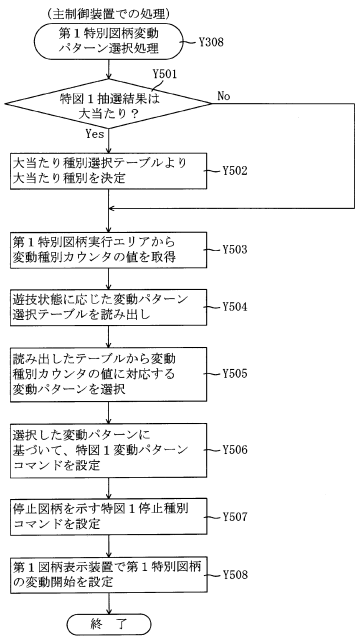 (主制御装置での処理)
第1特別図柄変動
パターン選択処理
Y308
Y501
特図1抽選結果は
大当たり?
No
Yes
大当たり種別選択テーブルより
大当たり種別を決定
Y502
第1特別図柄実行エリアから
変動種別カウンタの値を取得
Y503
遊技状態に応じた変動パターン
選択テーブルを読み出し
Y504
読み出したテーブルから変動
種別カウンタの値に対応する
変動パターンを選択
Y505
選択した変動パターンに
基づいて、特図1変動パターン
コマンドを設定
Y506
停止図柄を示す特図1停止種別
コマンドを設定
Y507
第1図柄表示装置で第1特別図柄
の変動開始を設定
Y508
終 了